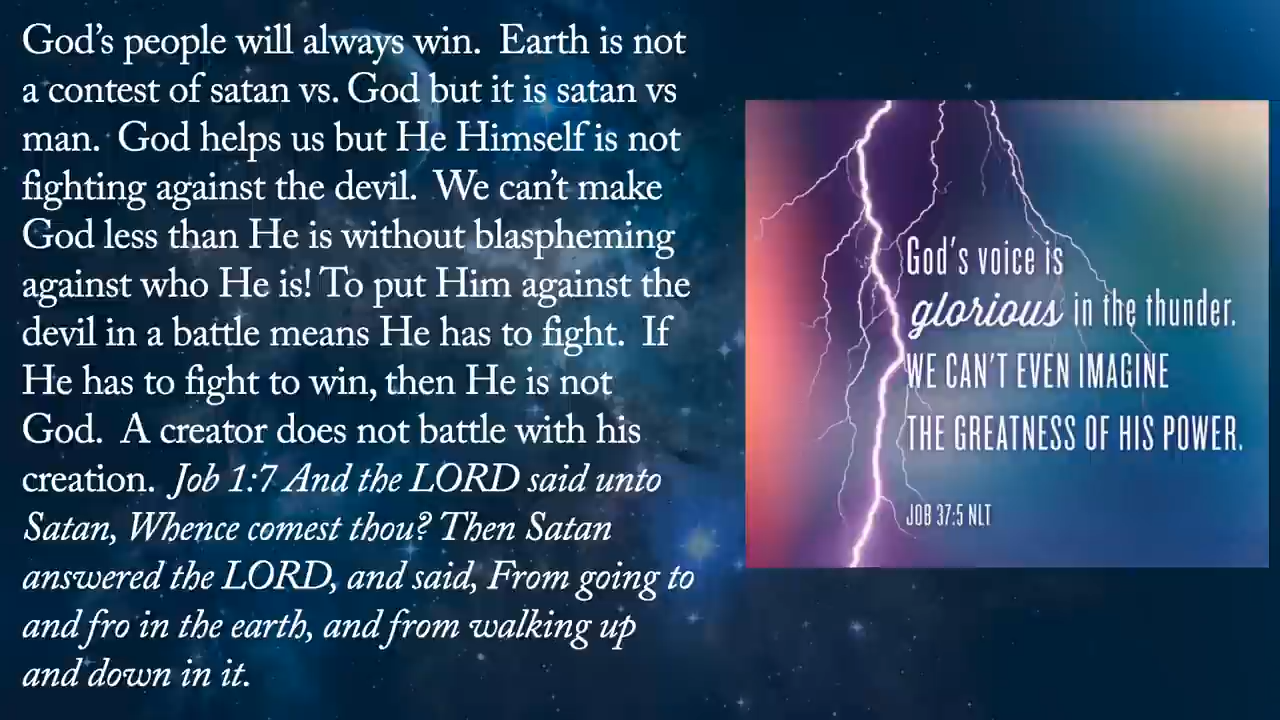 God’s people will always win.  Earth is not
a contest of satan vs. God but it is satan vs
man.  God helps us but He Himself is not
fighting against the devil.  We can’t make
God less than He is without blaspheming
against who He is! To put Him against the
devil in a battle means He has to fight.  If
He has to fight to win, then He is not
God.  A creator does not battle with his
creation.  Job 1:7 And the LORD said unto
Satan, Whence comest thou? Then Satan
answered the LORD, and said, From going to
and fro in the earth, and from walking up
and down in it.
God’s voice is
glorious in the thunder.
WE CAN’T EVEN IMAGINE
THE GREATNESS OF HIS POWER.
JOB 37:5 NLT